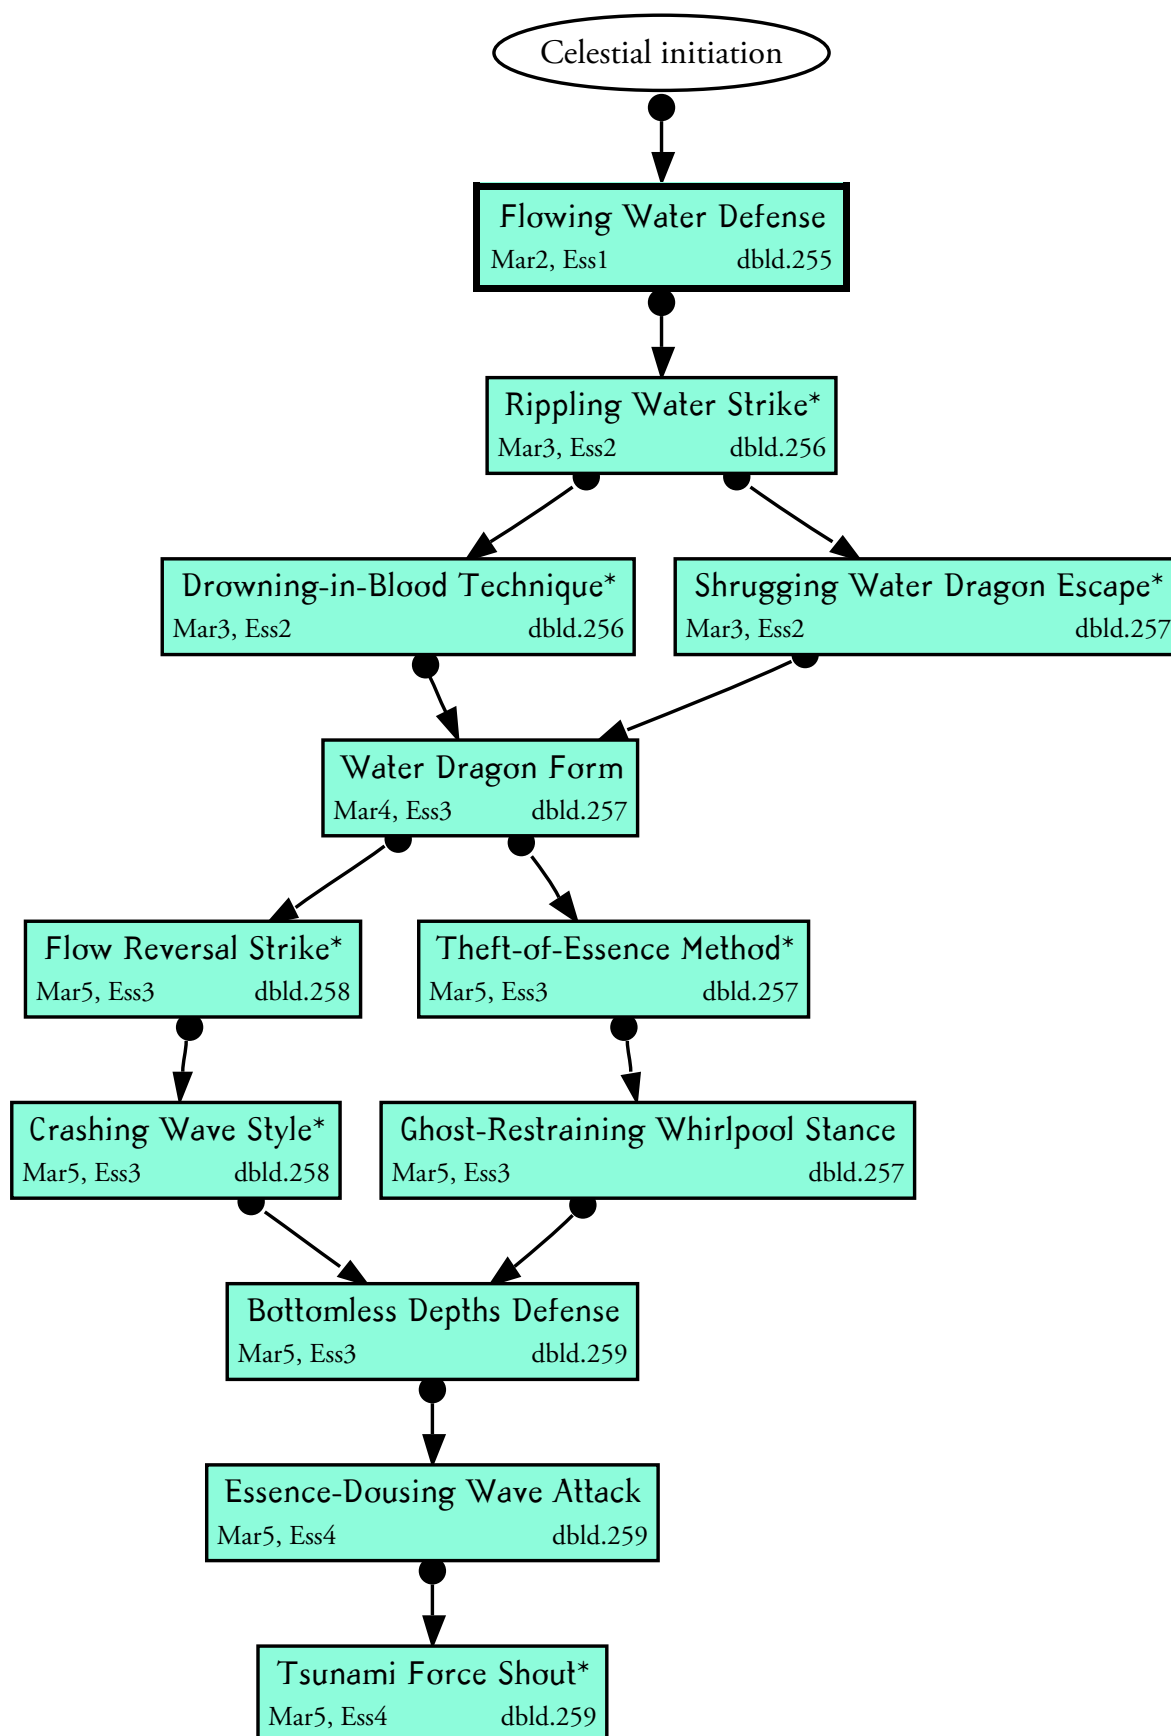 Celestial initiation
Flowing Water Defense
Mar2, Ess1 dbld.255
Rippling Water Strike*
Mar3, Ess2 dbld.256
Drowning-in-Blood Technique*
Mar3, Ess2 dbld.256
Shrugging Water Dragon Escape*
Mar3, Ess2 dbld.257
Water Dragon Form
Mar4, Ess3 dbld.257
Flow Reversal Strike*
Mar5, Ess3 dbld.258
Theft-of-Essence Method*
Mar5, Ess3 dbld.257
Crashing Wave Style*
Mar5, Ess3 dbld.258
Ghost-Restraining Whirlpool Stance
Mar5, Ess3 dbld.257
Bottomless Depths Defense
Mar5, Ess3 dbld.259
Essence-Dousing Wave Attack
Mar5, Ess4 dbld.259
Tsunami Force Shout*
Mar5, Ess4 dbld.259